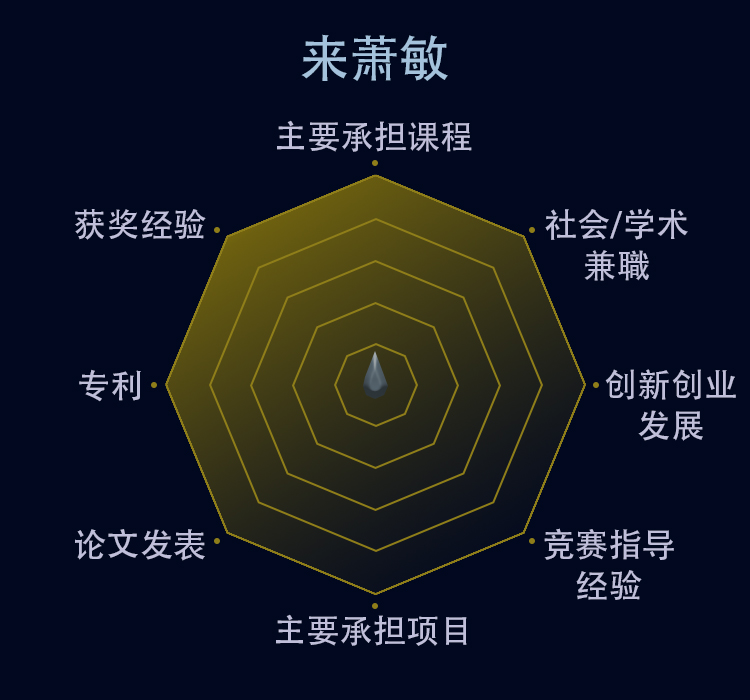 来萧敏
主要承担课程
获奖经验
社会/学术
兼職
专利
创新创业
发展
论文发表
竞赛指导
经验
主要承担项目